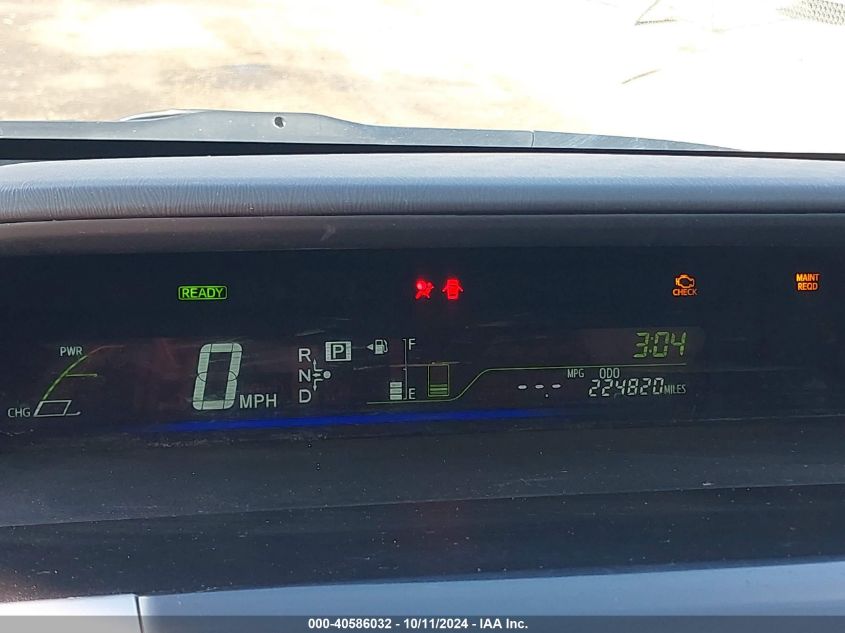 READY
CHECK
MAINT
REQD
PWR
CHG
0 MPH
R
N
D
P
F
E
3:04
MPG
---
ODO
224820 MILES
000-40586032 - 10/11/2024 - IAA Inc.